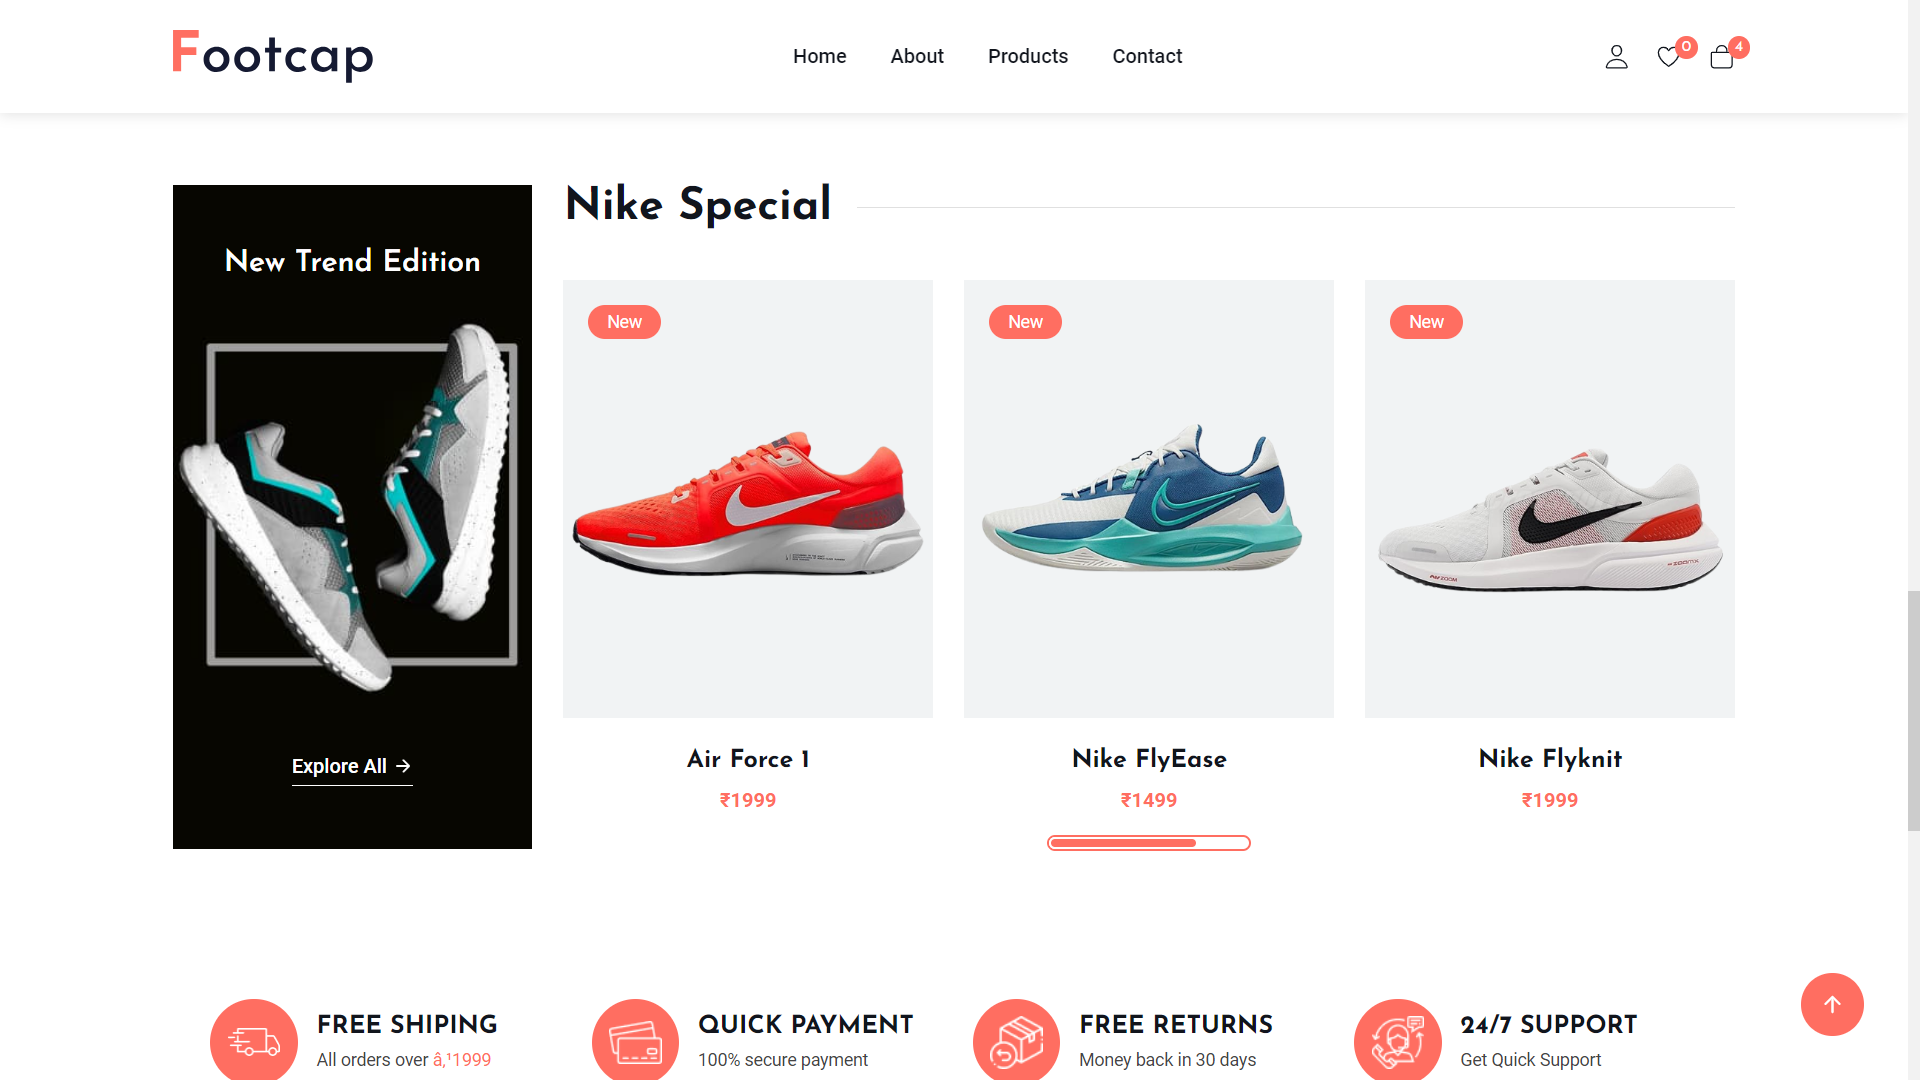 Footcap
Home About Products Contact
0 4
New Trend Edition
Explore All
Nike Special
New
New
New
Air Force 1
₹1999
Nike FlyEase
₹1499
Nike Flyknit
₹1999
FREE SHIPING
All orders over â‚¹1999
QUICK PAYMENT
100% secure payment
FREE RETURNS
Money back in 30 days
24/7 SUPPORT
Get Quick Support